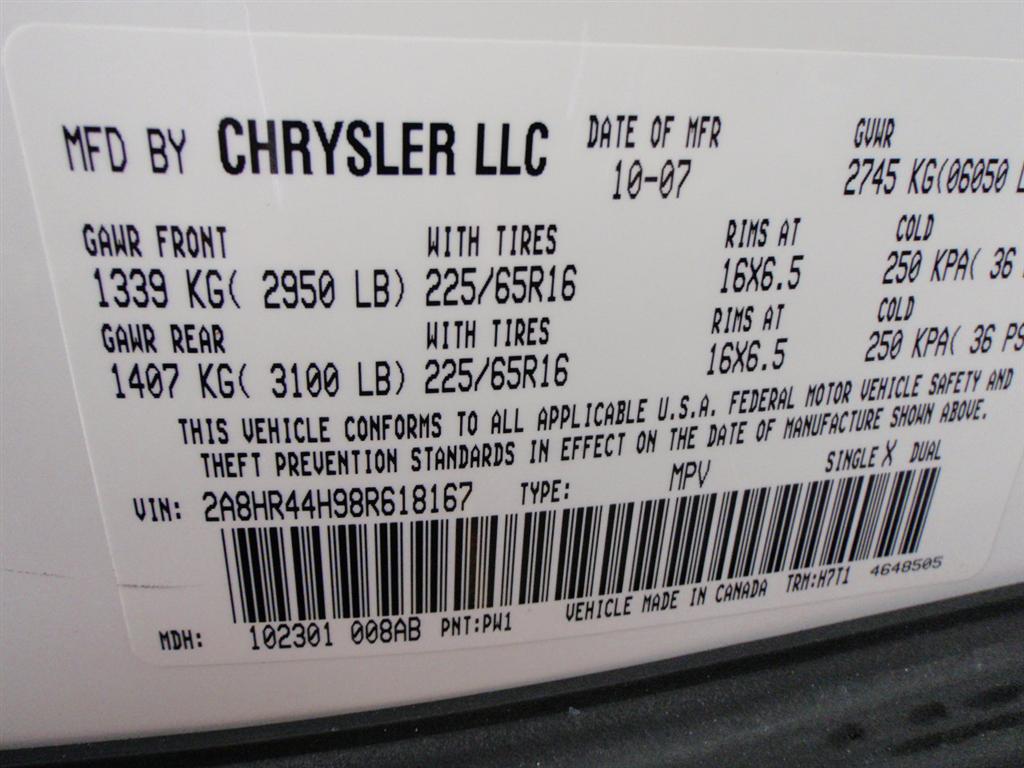 MFD BY CHRYSLER LLC DATE OF MFR GVWR
10-07 2745 KG(06050 L
GAWR FRONT WITH TIRES RIMS AT COLD
1339 KG( 2950 LB) 225/65R16 16X6.5 250 KPA( 36
GAWR REAR WITH TIRES RIMS AT COLD
1407 KG( 3100 LB) 225/65R16 16X6.5 250 KPA( 36 PS
THIS VEHICLE CONFORMS TO ALL APPLICABLE U.S.A. FEDERAL MOTOR VEHICLE SAFETY AND
THEFT PREVENTION STANDARDS IN EFFECT ON THE DATE OF MANUFACTURE SHOWN ABOVE.
VIN: 2A8HR44H98R618167 TYPE: MPV SINGLE X DUAL
MDH: 102301 008AB PNT:PW1 VEHICLE MADE IN CANADA TRM:H7T1 4648505